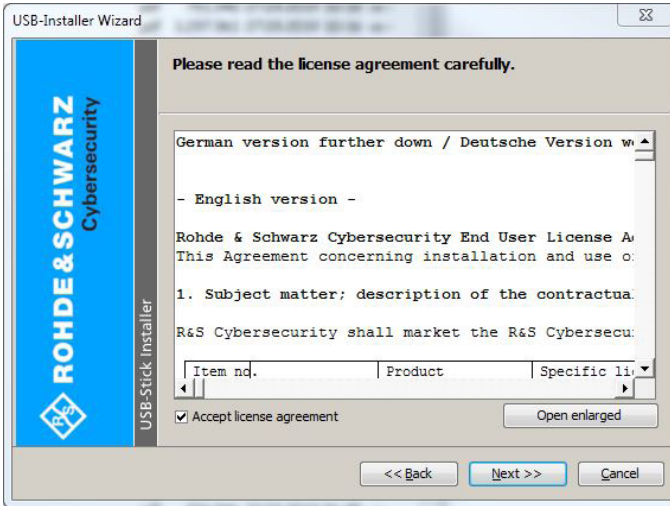 USB-Installer Wizard
ROHDE&SCHWARZ
Cybersecurity
R&S
USB-Stick Installer
Please read the license agreement carefully.
German version further down / Deutsche Version
- English version -
Rohde & Schwarz Cybersecurity End User License
This Agreement concerning installation and use
1. Subject matter; description of the contractual
R&S Cybersecurity shall market the R&S
Item no.
Product
Specific
Accept license agreement
Open enlarged
<< Back
Next >>
Cancel